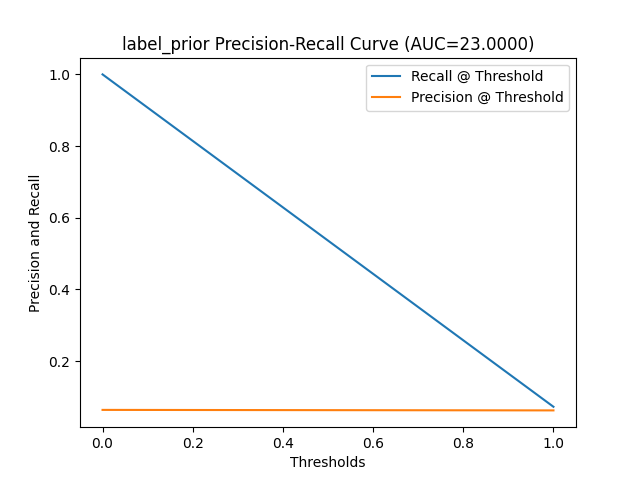 label_prior Precision-Recall Curve (AUC=23.0000)
Recall @ Threshold
Precision @ Threshold
Precision and Recall
1.0
0.8
0.6
0.4
0.2
0.0 0.2 0.4 0.6 0.8 1.0
Thresholds